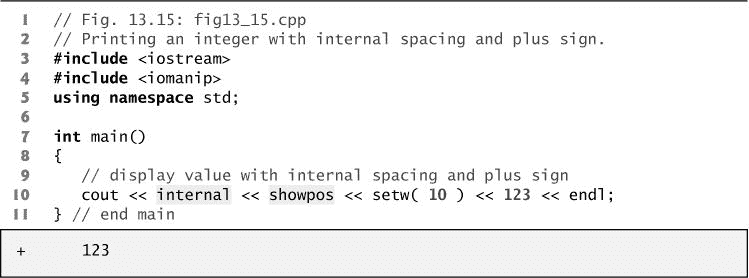 1 // Fig. 13.15: fig13_15.cpp
2 // Printing an integer with internal spacing and plus sign.
3 #include <iostream>
4 #include <iomanip>
5 using namespace std;
6
7 int main()
8 {
9    // display value with internal spacing and plus sign
10    cout << internal << showpos << setw( 10 ) << 123 << endl;
11 } // end main
+      123